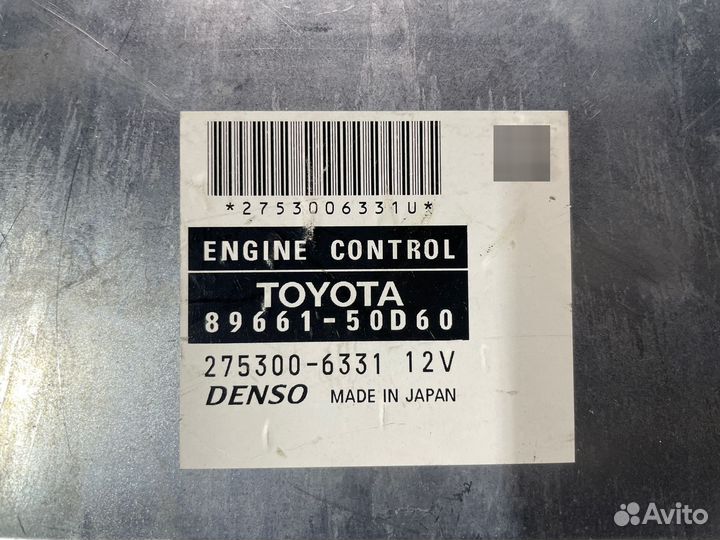 *2753006331U*
ENGINE CONTROL
TOYOTA
89661-50D60
275300-6331 12V
DENSO MADE IN JAPAN
Avito